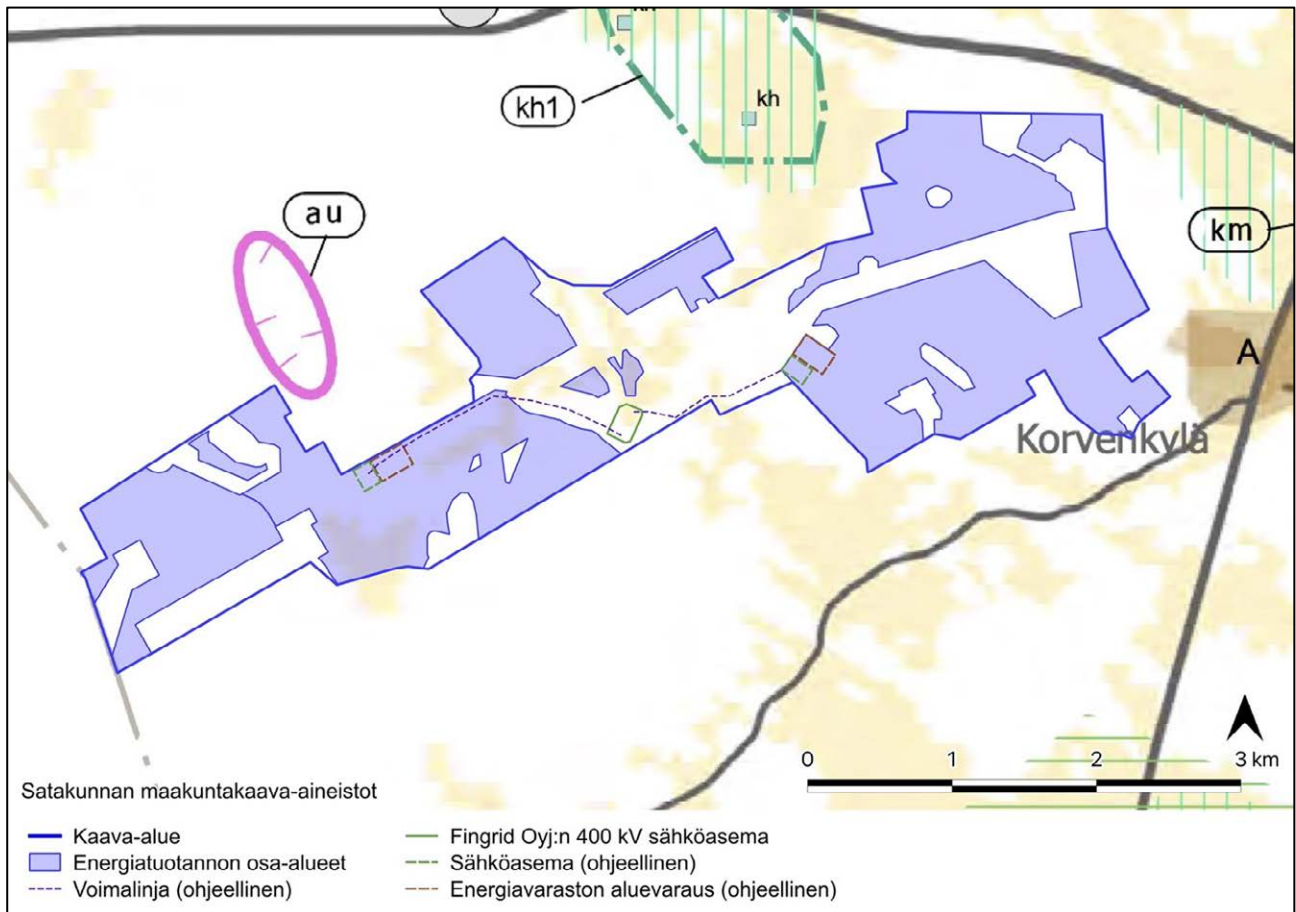 kh
kh1
kh
au
km
A
Korvenkylä
0 1 2 3 km
Satakunnan maakuntakaava-aineistot
Kaava-alue
Energiatuotannon osa-alueet
Voimalinja (ohjeellinen)
Fingrid Oyj:n 400 kV sähköasema
Sähköasema (ohjeellinen)
Energiavaraston aluevaraus (ohjeellinen)